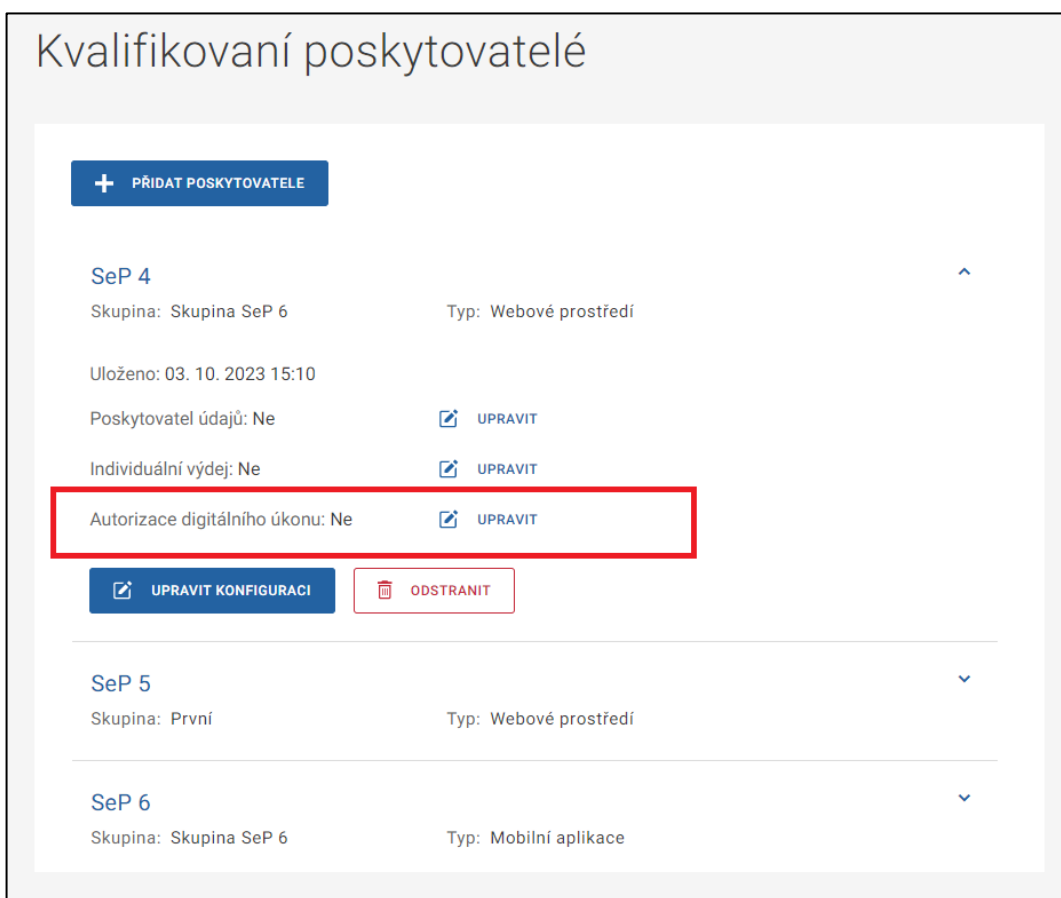 Kvalifikovaní poskytovatelé
PŘIDAT POSKYTOVATELE
SeP 4
Skupina: Skupina SeP 6 Typ: Webové prostředí
Uloženo: 03. 10. 2023 15:10
Poskytovatel údajů: Ne UPRAVIT
Individuální výdej: Ne UPRAVIT
Autorizace digitálního úkonu: Ne UPRAVIT
UPRAVIT KONFIGURACI ODSTRANIT
SeP 5
Skupina: První Typ: Webové prostředí
SeP 6
Skupina: Skupina SeP 6 Typ: Mobilní aplikace